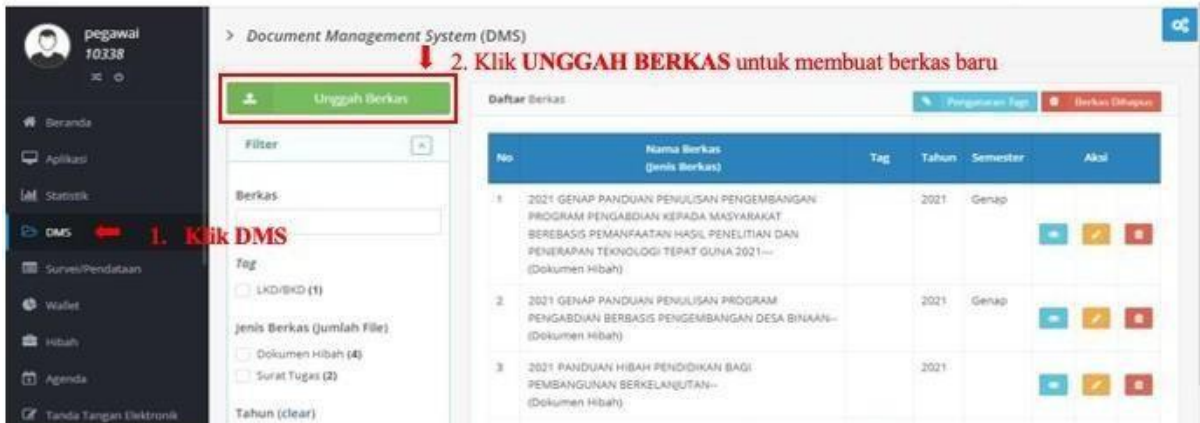 pegawai
10338
Beranda
Aplikasi
Statistik
DMS
Survei/Pendataan
Wallet
Hibah
Agenda
Tanda Tangan Elektronik
1. Klik DMS
> Document Management System (DMS)
2. Klik UNGGAH BERKAS untuk membuat berkas baru
Unggah Berkas
Filter
Berkas
Tag
LKD/BKD (1)
Jenis Berkas (Jumlah File)
Dokumen Hibah (4)
Surat Tugas (2)
Tahun (clear)
Daftar Berkas
Pengaturan Tags
Berkas Dihapus
No Nama Berkas Tag Tahun Semester Aksi
(Jenis Berkas)
1 2021 GENAP PANDUAN PENULISAN PENGEMBANGAN 2021 Genap
PROGRAM PENGABDIAN KEPADA MASYARAKAT
BEREBASIS PEMANFAATAN HASIL PENELITIAN DAN
PENERAPAN TEKNOLOGI TEPAT GUNA 2021---
(Dokumen Hibah)
2 2021 GENAP PANDUAN PENULISAN PROGRAM 2021 Genap
PENGABDIAN BERBASIS PENGEMBANGAN DESA BINAAN--
(Dokumen Hibah)
3 2021 PANDUAN HIBAH PENDIDIKAN BAGI 2021
PEMBANGUNAN BERKELANJUTAN--
(Dokumen Hibah)